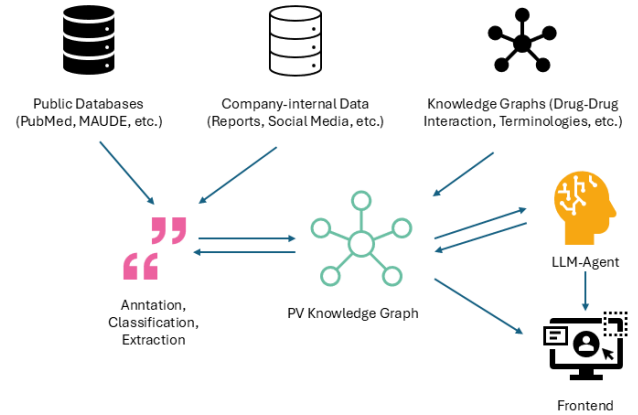 Public Databases
(PubMed, MAUDE, etc.)
Company-internal Data
(Reports, Social Media, etc.)
Knowledge Graphs (Drug-Drug
Interaction, Terminologies, etc.)
LLM-Agent
Anntation,
Classification,
Extraction
PV Knowledge Graph
Frontend